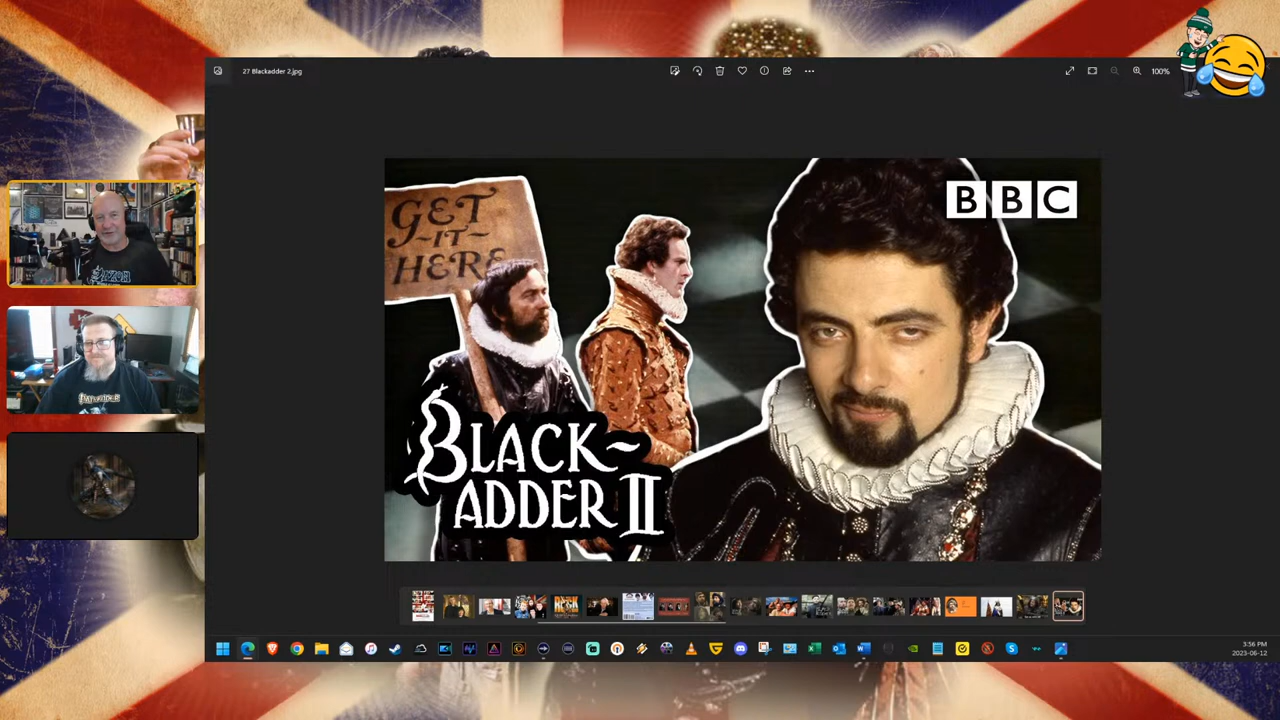 27 Blackadder 2.jpg
100%
GET
~IT~
HERE
BBC
BLACK~
ADDER II
3:56 PM
2023-06-12